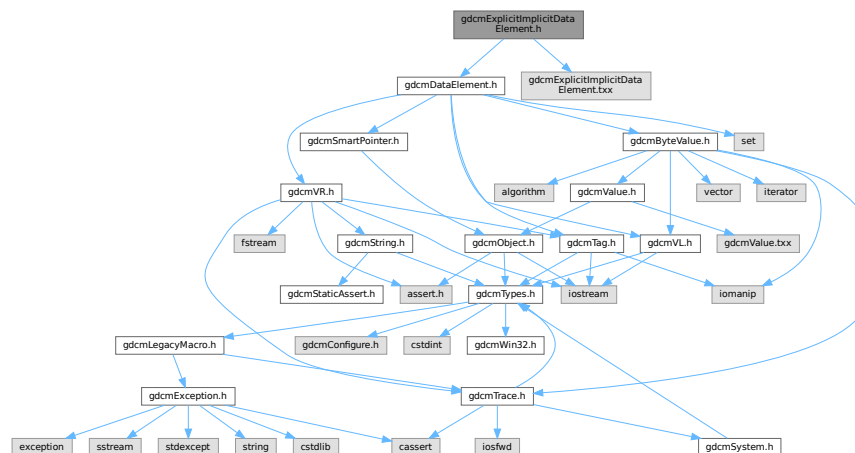 gdcmExplicitImplicitData
Element.h
gdcmDataElement.h
gdcmExplicitImplicitData
Element.txx
gdcmSmartPointer.h
gdcmByteValue.h
set
algorithm
gdcmValue.h
vector
iterator
gdcmVR.h
fstream
gdcmString.h
gdcmObject.h
gdcmTag.h
gdcmVL.h
gdcmValue.txx
gdcmStaticAssert.h
assert.h
gdcmTypes.h
iostream
iomanip
gdcmLegacyMacro.h
gdcmConfigure.h
cstdint
gdcmWin32.h
gdcmException.h
gdcmTrace.h
exception
sstream
stdexcept
string
cstdlib
cassert
iosfwd
gdcmSystem.h